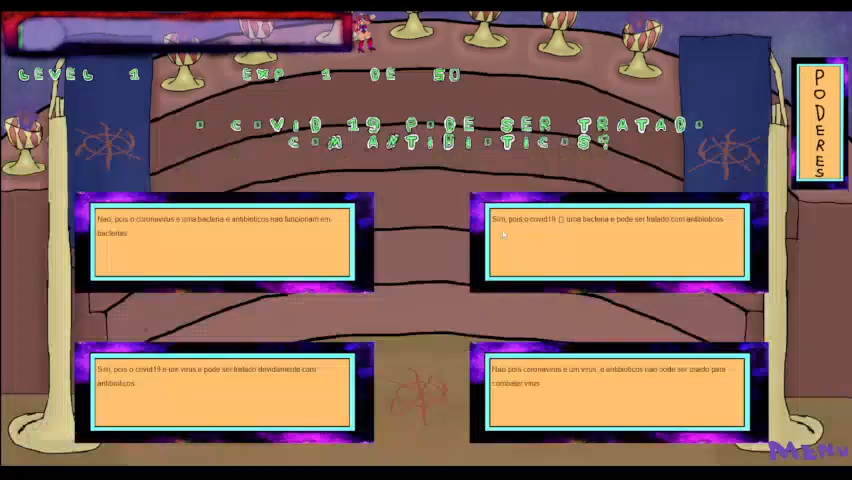 LEVEL 1 EXP 1 DE 50
O COVID 19 PODE SER TRATADO
COM ANTIBIOTICOS?
PODERES
Nao, pois o coronavirus e uma bacteria e antibioticos nao funcionam em
bacterias
Sim, pois o covid19 □ uma bacteria e pode ser tratado com antibioticos
Sim, pois o covid19 e um virus e pode ser tratado devidamente com
antibioticos
Nao pois coronavirus e um virus, e antibioticos nao pode ser usado para
combater virus
MENU